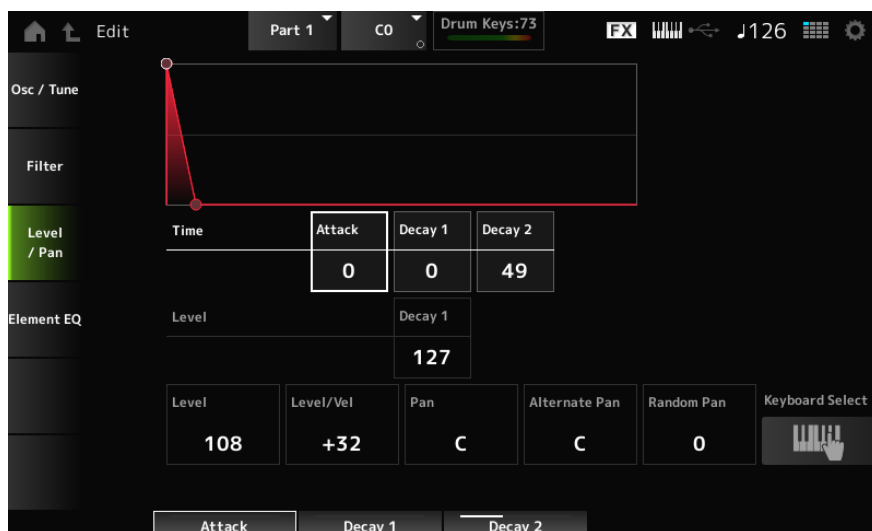 Edit
Part 1
C0
Drum Keys:73
FX
♩126
Osc / Tune
Filter
Level
/ Pan
Element EQ
Time
Attack
Decay 1
Decay 2
0
0
49
Level
Decay 1
127
Level
Level/Vel
Pan
Alternate Pan
Random Pan
Keyboard Select
108
+32
C
C
0
Attack
Decay 1
Decay 2